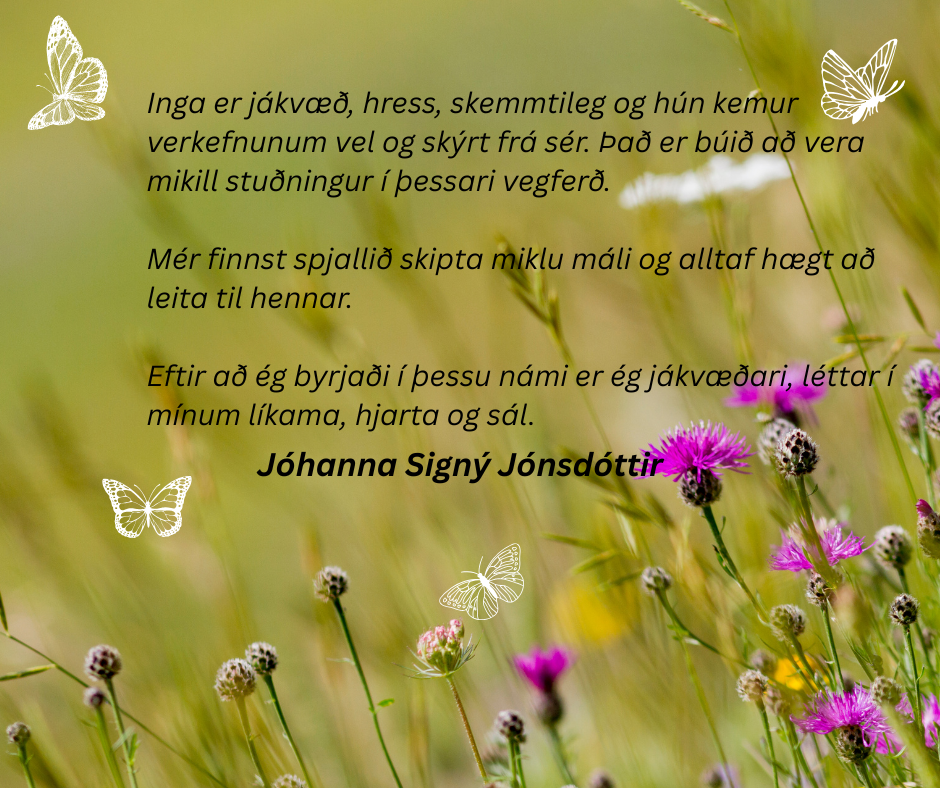 Inga er jákvæð, hress, skemmtileg og hún kemur
verkefnunum vel og skýrt frá sér. Það er búið að vera
mikill stuðningur í þessari vegferð.
Mér finnst spjallið skipta miklu máli og alltaf hægt að
leita til hennar.
Eftir að ég byrjaði í þessu námi er ég jákvæðari, léttar í
mínum líkama, hjarta og sál.
Jóhanna Signý Jónsdóttir